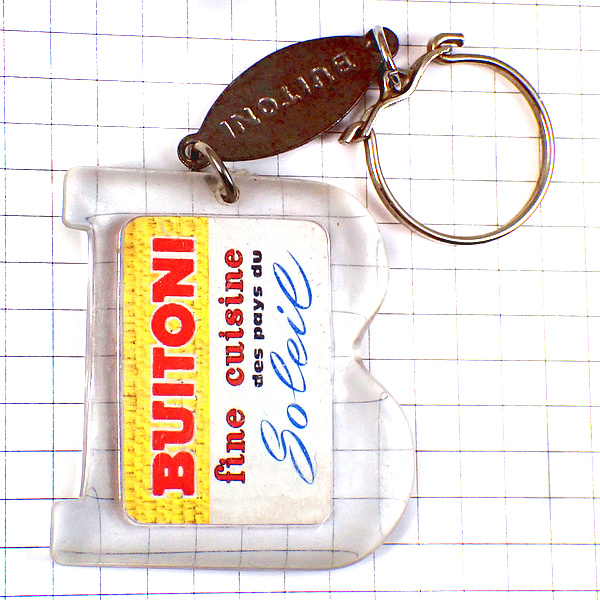 BUITONI
BUITONI
fine cuisine
des pays du
Soleil